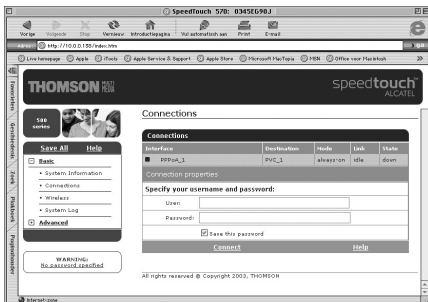 SpeedTouch 570: 0345EG90J
Vorige Volgende Stop Vernieuw Introductiepagina Vul automatisch aan Print E-mail
Adres: http://10.0.0.138/index.htm
Live homepage Apple iTools Apple Service & Support Apple Store Microsoft MacTopia MSN Office voor Macintosh
Favorieten
Geschiedenis
Zoek
Plakboek
Paginahouder
THOMSON MULTI MEDIA
speedtouch™
ALCATEL
500
series
Save All Help
Basic
System Information
Connections
Wireless
System Log
Advanced
WARNING:
No password specified
Connections
Connections
Interface Destination Mode Link State
PPPoA_1 PVC_1 always-on idle down
Connection properties
Specify your username and password:
User:
Password:
Save this password
Connect Help
All rights reserved © Copyright 2003, THOMSON
Internet-zone